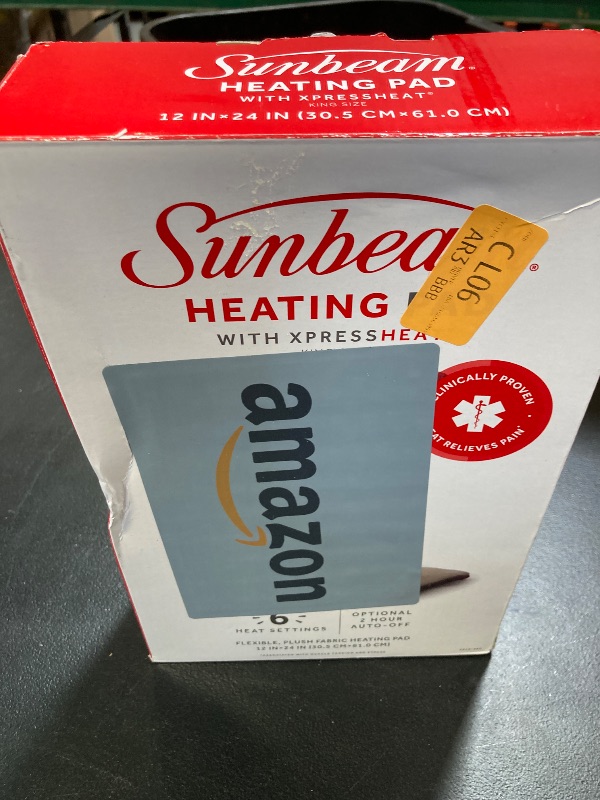 Sunbeam®
HEATING PAD
WITH XPRESSHEAT®
KING SIZE
12 IN×24 IN (30.5 CM×61.0 CM)
Sunbea ®
HEATING
WITH XPRESSHEA
C L06
AR3 BBB
CLINICALLY PROVEN
AT RELIEVES PAIN
amazon
6
HEAT SETTINGS
OPTIONAL
2 HOUR
AUTO-OFF
FLEXIBLE, PLUSH FABRIC HEATING PAD
12 IN×24 IN (30.5 CM×61.0 CM)